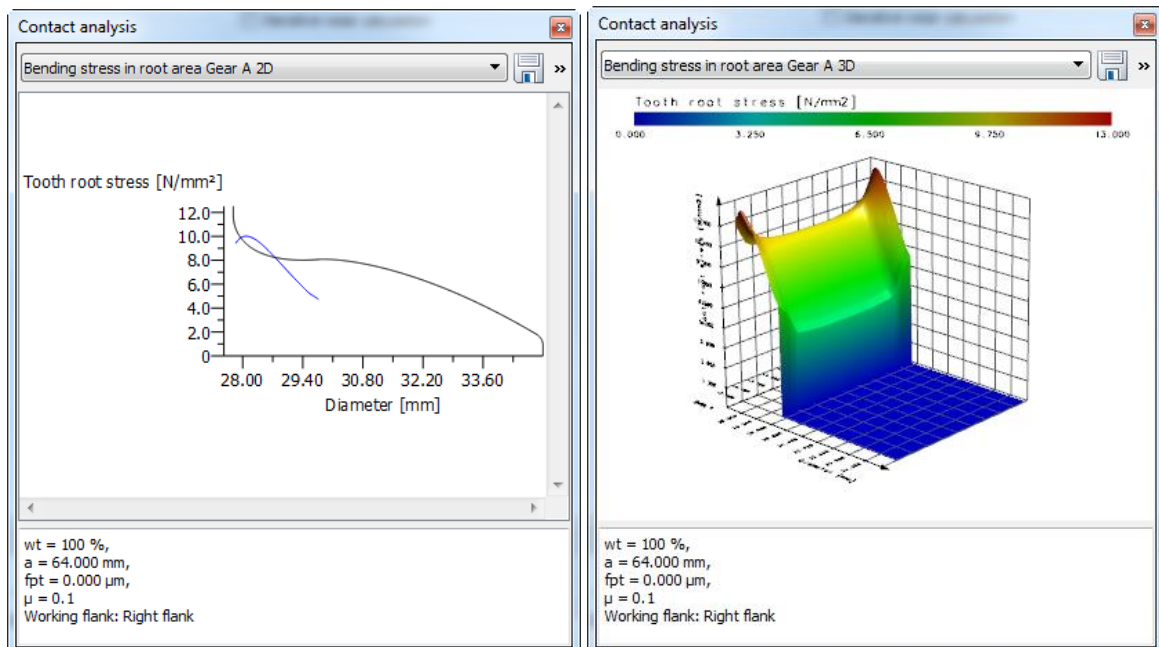 Contact analysis
Bending stress in root area Gear A 2D
»
Tooth root stress [N/mm²]
12.0
10.0
8.0
6.0
4.0
2.0
0
28.00 29.40 30.80 32.20 33.60
Diameter [mm]
wt = 100 %,
a = 64.000 mm,
fpt = 0.000 µm,
µ = 0.1
Working flank: Right flank
Contact analysis
Bending stress in root area Gear A 3D
»
Tooth root stress [N/mm2]
0.000 3.250 6.500 9.750 13.000
wt = 100 %,
a = 64.000 mm,
fpt = 0.000 µm,
µ = 0.1
Working flank: Right flank